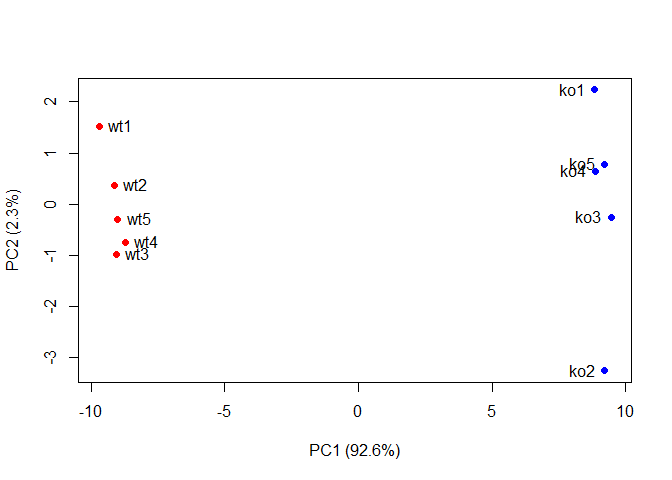 ko1
2
wt1
1
ko5
ko4
wt2
0
ko3
wt5
wt4
-1
wt3
-2
-3
ko2
PC2 (2.3%)
-10 -5 0 5 10
PC1 (92.6%)